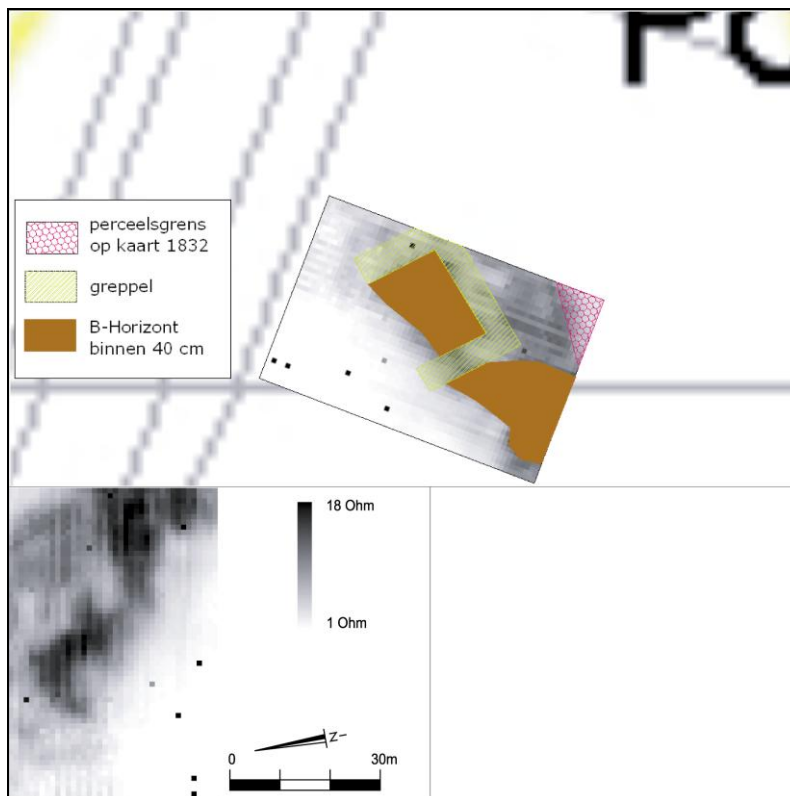 perceelsgrens
op kaart 1832
greppel
B-Horizont
binnen 40 cm
18 Ohm
1 Ohm
0 30m